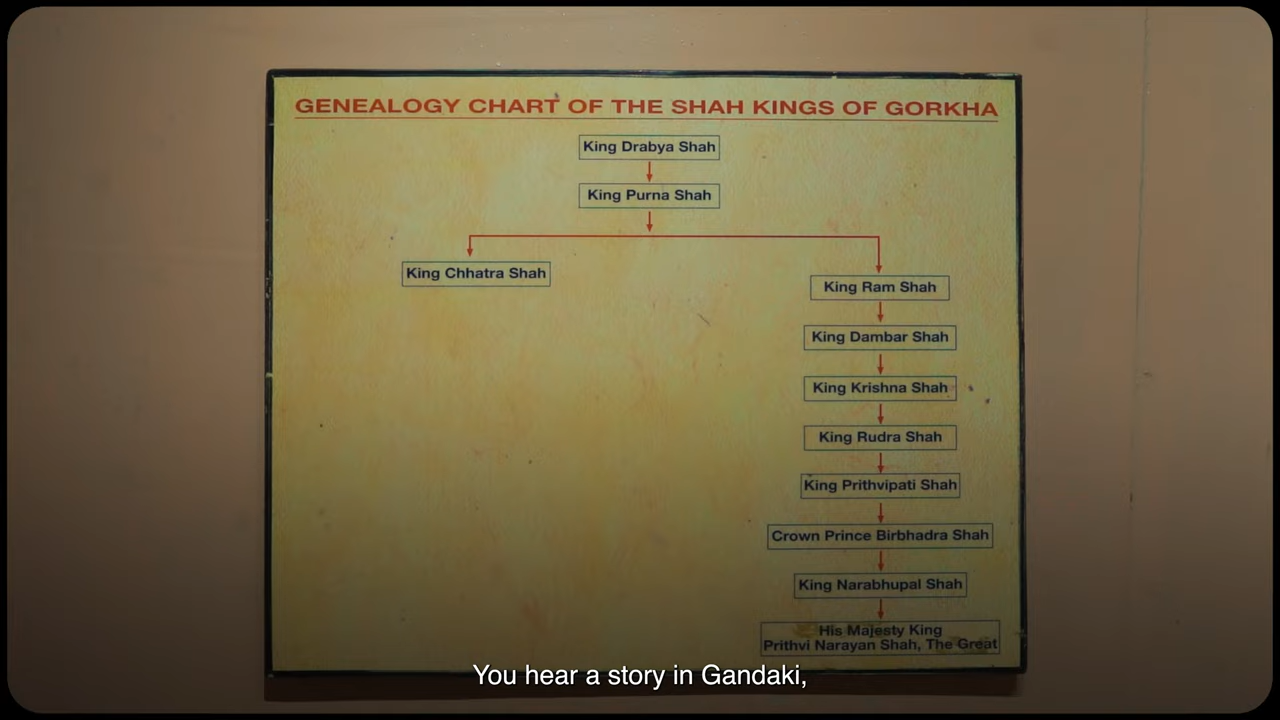 GENEALOGY CHART OF THE SHAH KINGS OF GORKHA
King Drabya Shah
King Purna Shah
King Chhatra Shah
King Ram Shah
King Dambar Shah
King Krishna Shah
King Rudra Shah
King Prithvipati Shah
Crown Prince Birbhadra Shah
King Narabhupal Shah
His Majesty King
Prithvi Narayan Shah, The Great
You hear a story in Gandaki,